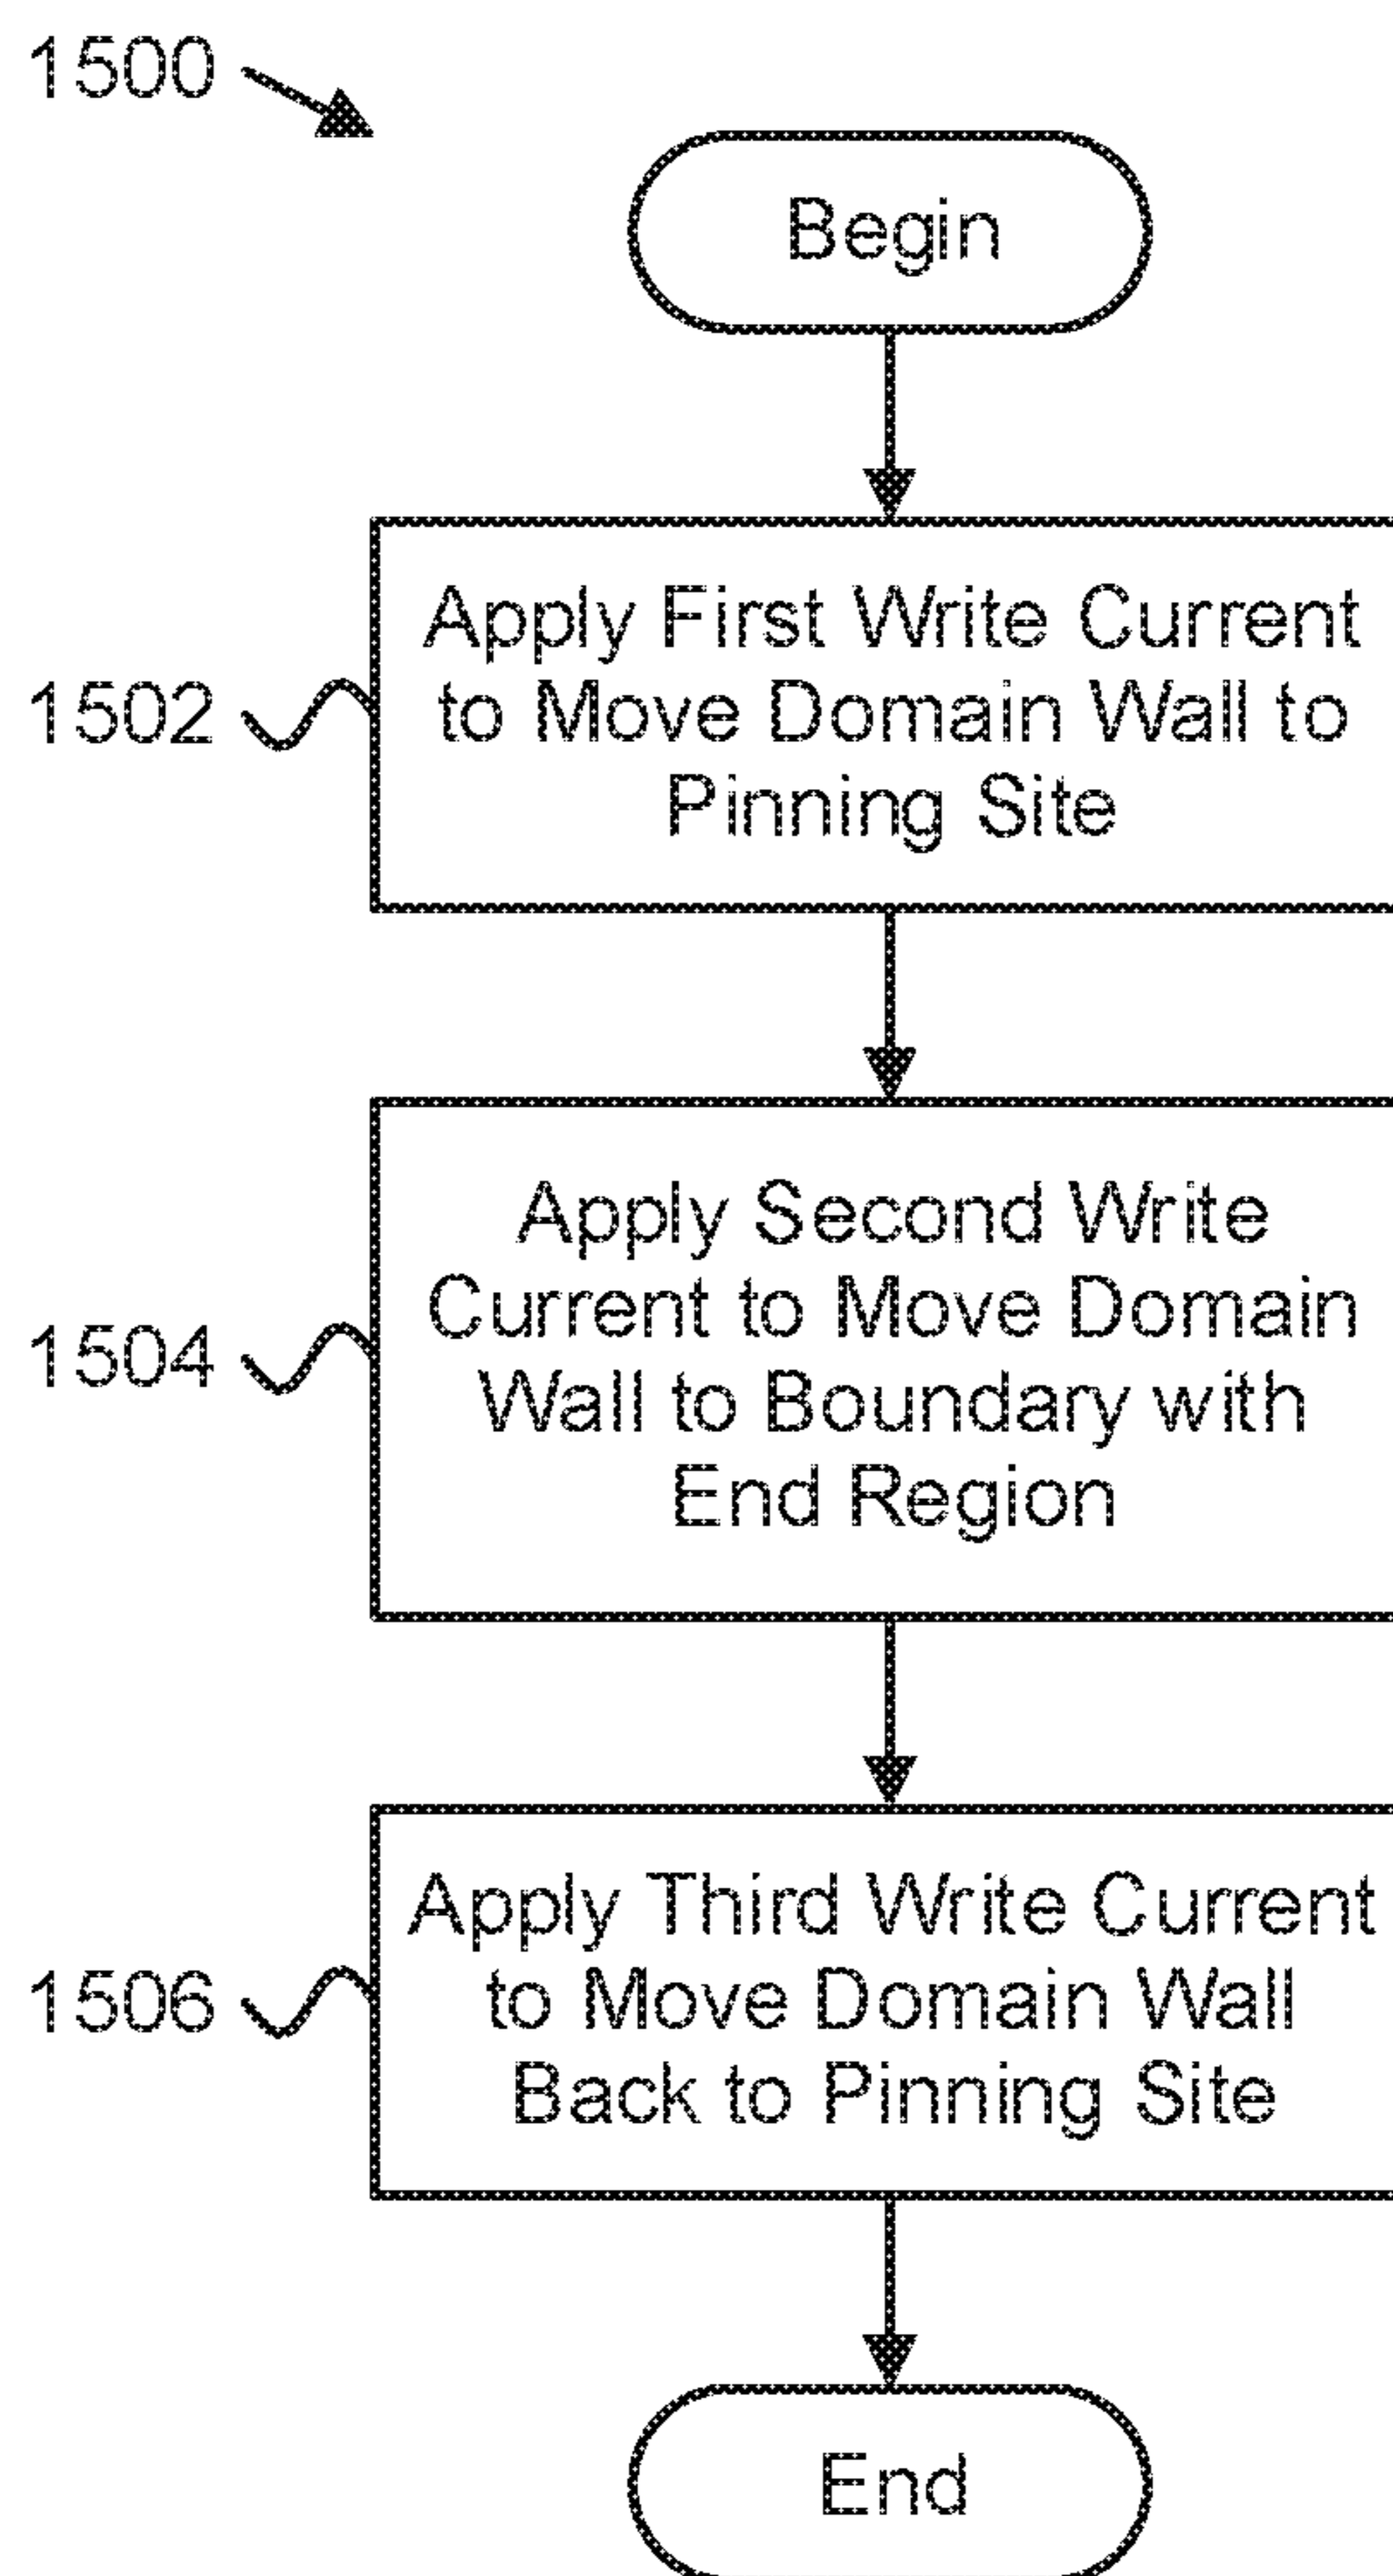 1500
Begin
1502
Apply First Write Current
to Move Domain Wall to
Pinning Site
1504
Apply Second Write
Current to Move Domain
Wall to Boundary with
End Region
1506
Apply Third Write Current
to Move Domain Wall
Back to Pinning Site
End